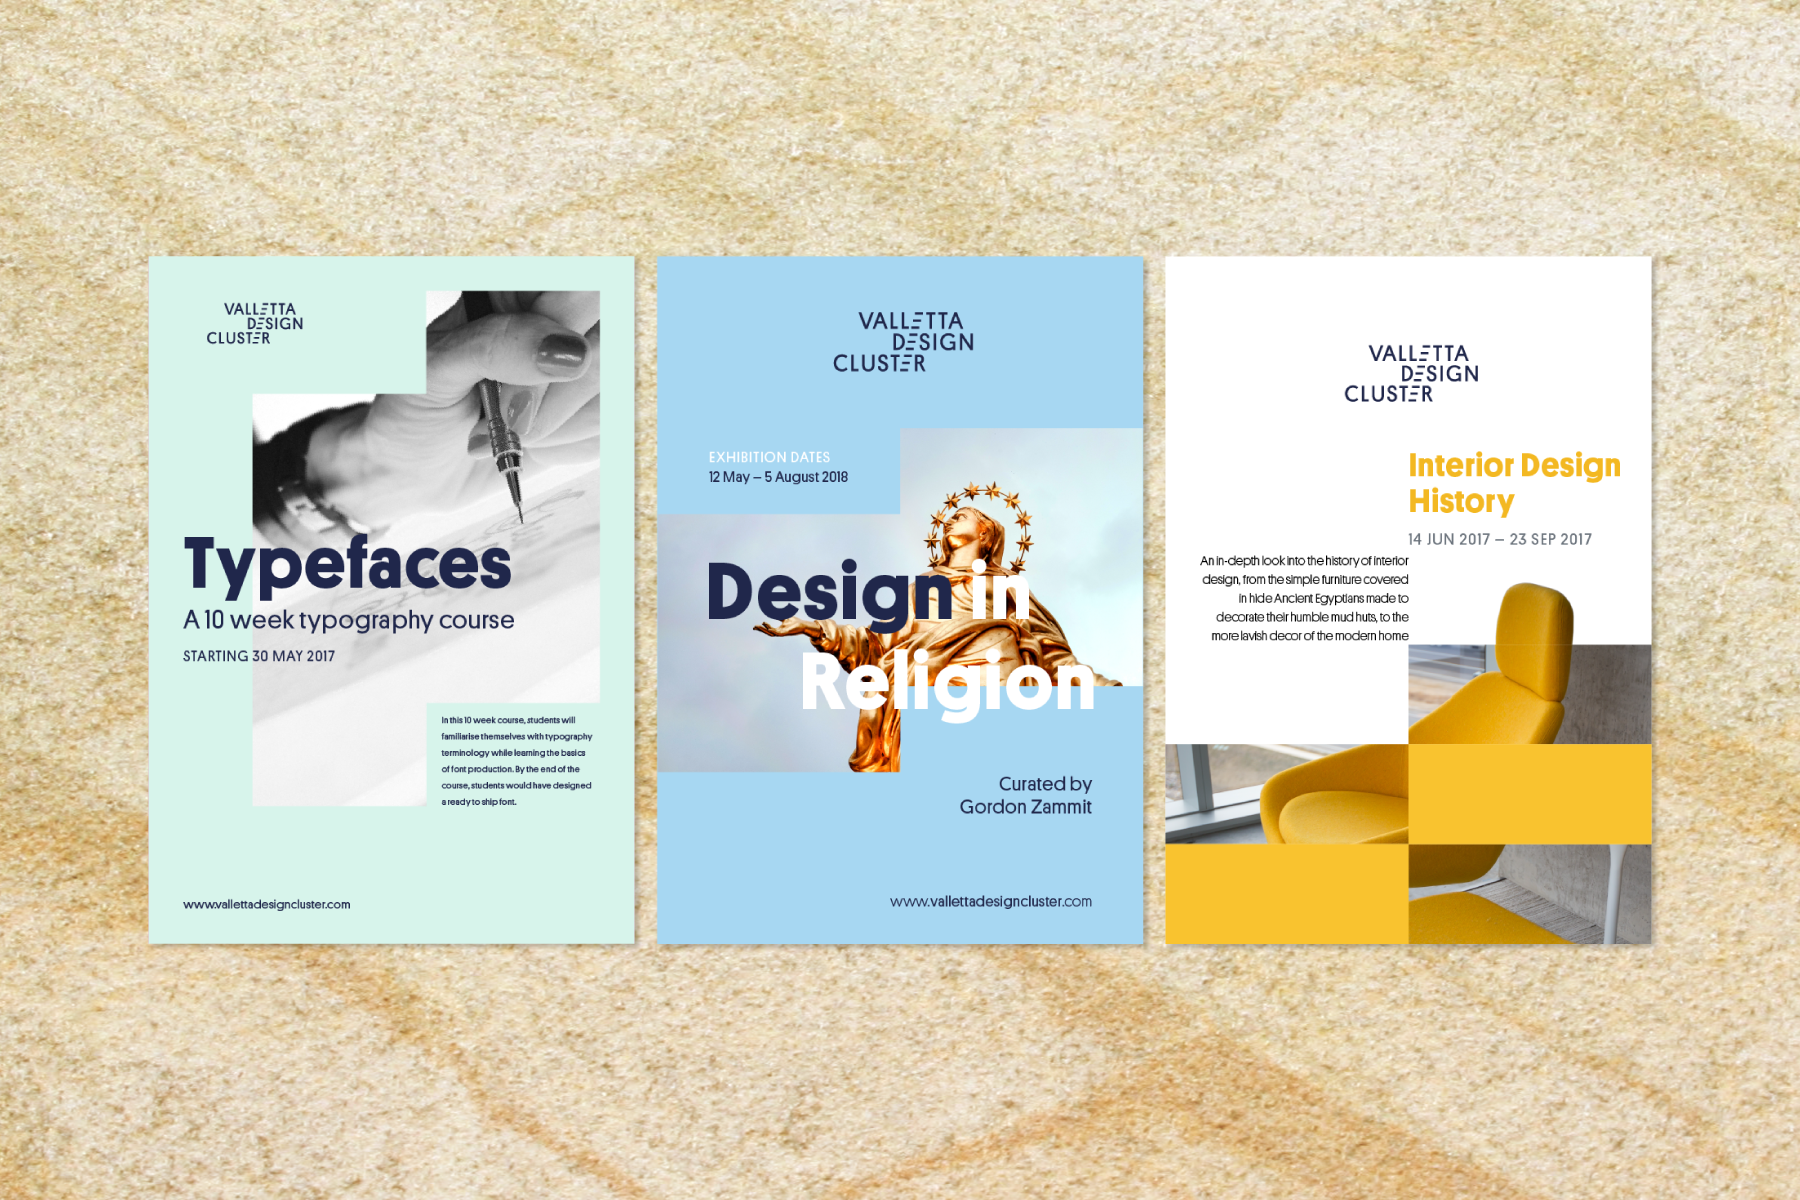 VALLETTA
DESIGN
CLUSTER
Typefaces
A 10 week typography course
STARTING 30 MAY 2017
In this 10 week course, students will
familiarise themselves with typography
terminology while learning the basics
of font production. By the end of the
course, students would have designed
a ready to ship font.
www.vallettadesigncluster.com
VALLETTA
DESIGN
CLUSTER
EXHIBITION DATES
12 May – 5 August 2018
Design in
Religion
Curated by
Gordon Zammit
www.vallettadesigncluster.com
VALLETTA
DESIGN
CLUSTER
Interior Design
History
14 JUN 2017 – 23 SEP 2017
An in-depth look into the history of interior
design, from the simple furniture covered
in hide Ancient Egyptians made to
decorate their humble mud huts, to the
more lavish decor of the modern home